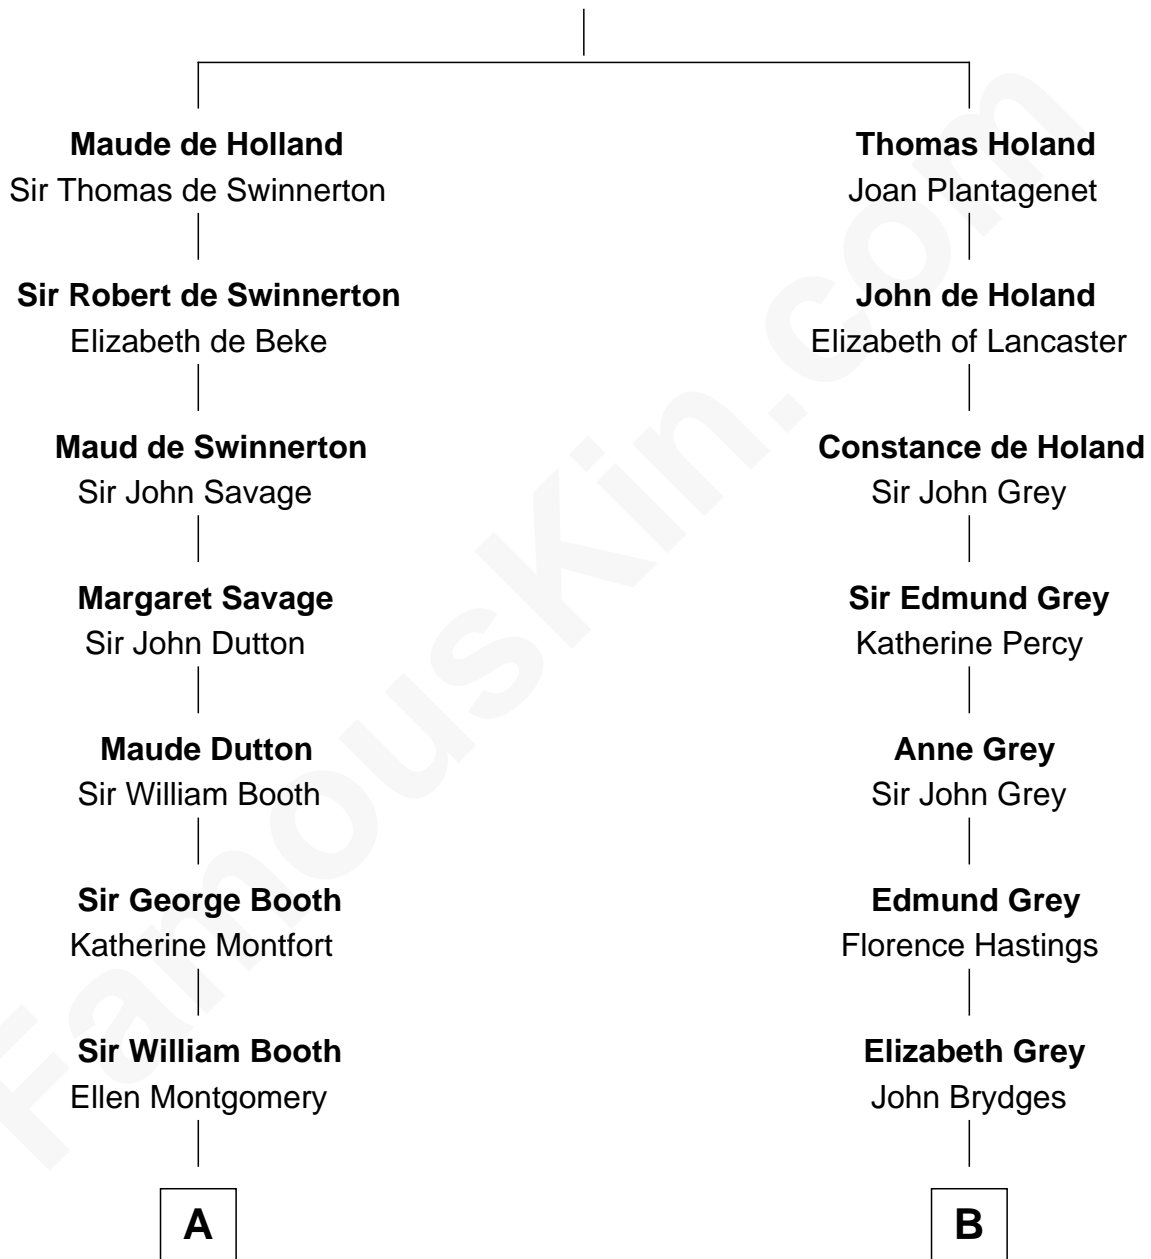 Maude de Holland
Sir Thomas de Swinnerton
Sir Robert de Swinnerton
Elizabeth de Beke
Maud de Swinnerton
Sir John Savage
Margaret Savage
Sir John Dutton
Maude Dutton
Sir William Booth
Sir George Booth
Katherine Montfort
Sir William Booth
Ellen Montgomery
A
Thomas Holand
Joan Plantagenet
John de Holand
Elizabeth of Lancaster
Constance de Holand
Sir John Grey
Sir Edmund Grey
Katherine Percy
Anne Grey
Sir John Grey
Edmund Grey
Florence Hastings
Elizabeth Grey
John Brydges
B
FamousKin.com